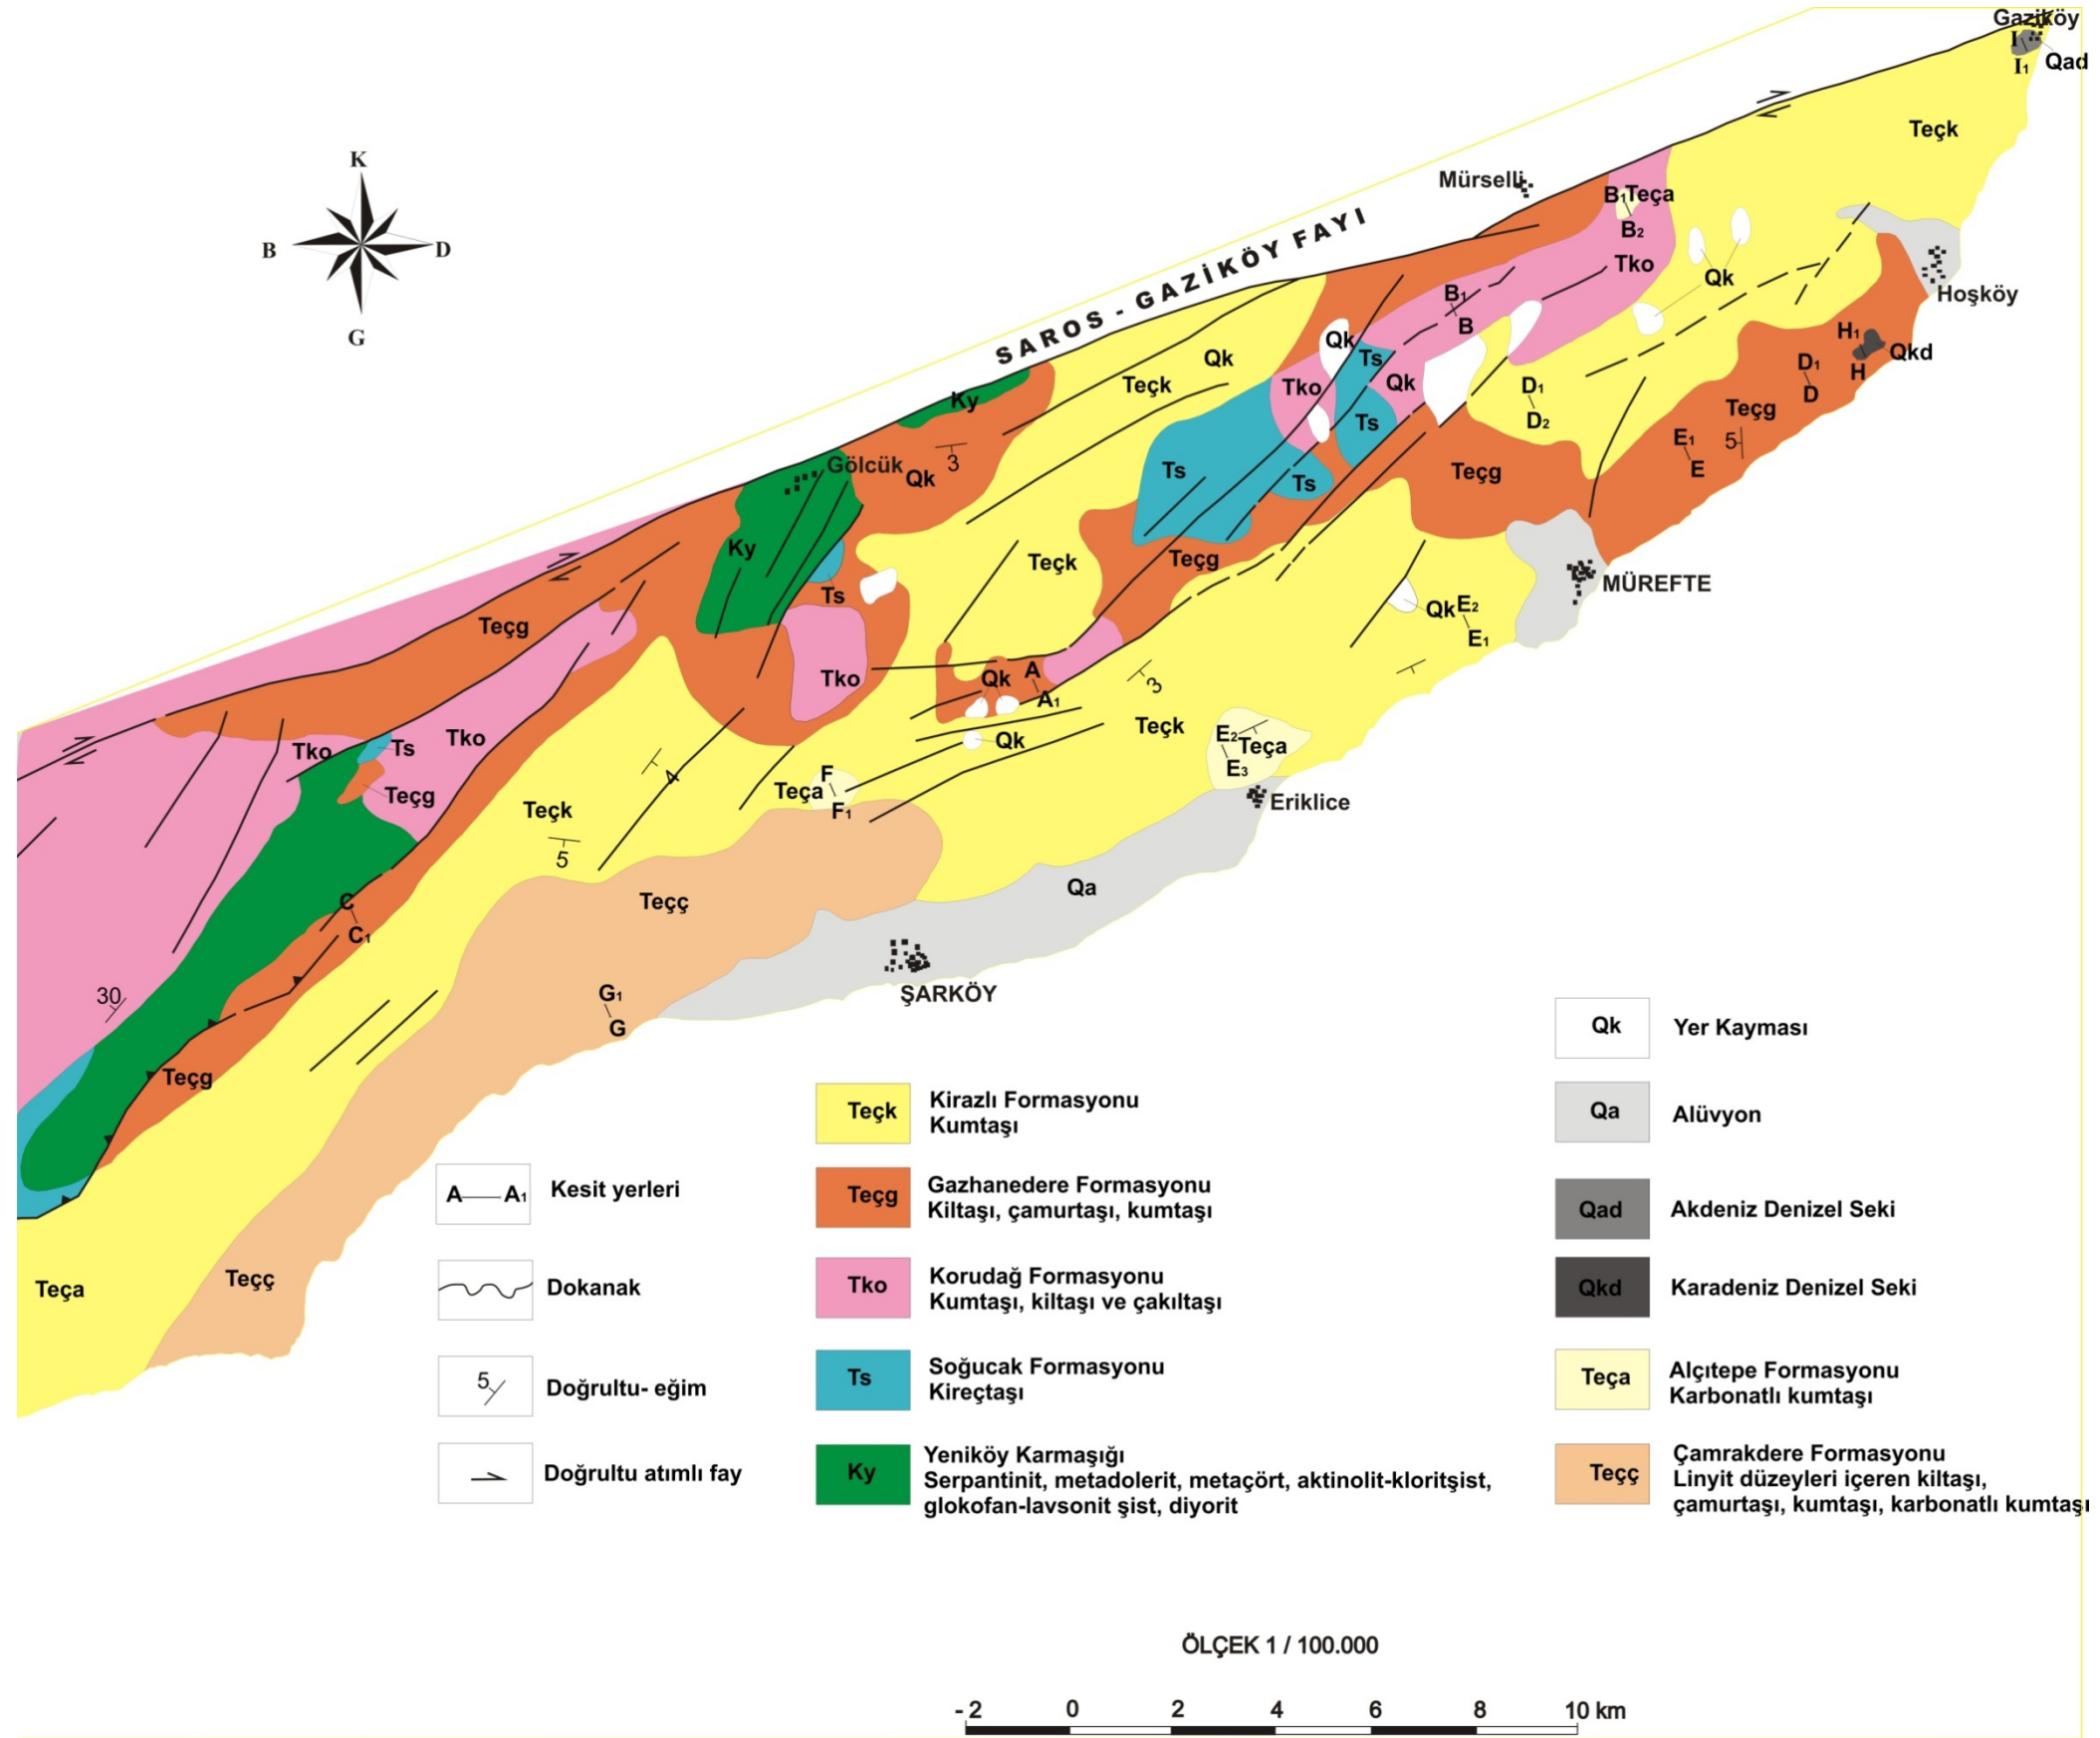 Gaziköy
I
I1
Qad
Teçk
K
B
D
G
Mürselli
B1
Teça
B2
Tko
SAROS - GAZİKÖY FAYI
Qk
Hoşköy
B1
B
H1
Qkd
H
Qk
Ts
Qk
Teçk
Tko
Qk
D1
D2
D1
D
Ky
Ts
Teçg
E1
5
E
3
Gölcük
Qk
Ts
Ts
Teçg
Ky
Teçk
Teçg
Ts
MÜREFTE
Qk
E2
E1
Teçg
Tko
Qk
A
A1
3
Teçk
Qk
E2
Teça
E3
Tko
Ts
Tko
Teçg
4
Teça
F
F1
Eriklice
Teçk
5
Qa
Teçç
C
C1
ŞARKÖY
30
G1
G
Teçg
Teça
Teçç
A
A1
Kesit yerleri
Dokanak
5
Doğrultu- eğim
Doğrultu atımlı fay
Teçk
Kirazlı Formasyonu
Kumtaşı
Teçg
Gazhanedere Formasyonu
Kiltaşı, çamurtaşı, kumtaşı
Tko
Korudağ Formasyonu
Kumtaşı, kiltaşı ve çakıltaşı
Ts
Soğucak Formasyonu
Kireçtaşı
Ky
Yeniköy Karmaşığı
Serpantinit, metadolerit, metaçört, aktinolit-kloritşist,
glokofan-lavsonit şist, diyorit
Qk
Yer Kayması
Qa
Alüvyon
Qad
Akdeniz Denizel Seki
Qkd
Karadeniz Denizel Seki
Teça
Alçıtepe Formasyonu
Karbonatlı kumtaşı
Teçç
Çamrakdere Formasyonu
Linyit düzeyleri içeren kiltaşı,
çamurtaşı, kumtaşı, karbonatlı kumtaşı
ÖLÇEK 1 / 100.000
- 2 0 2 4 6 8 10 km